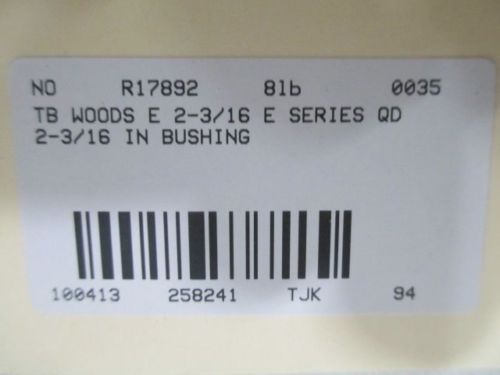 NO R17892 8lb 0035
TB WOODS E 2-3/16 E SERIES QD
2-3/16 IN BUSHING
100413 258241 TJK 94